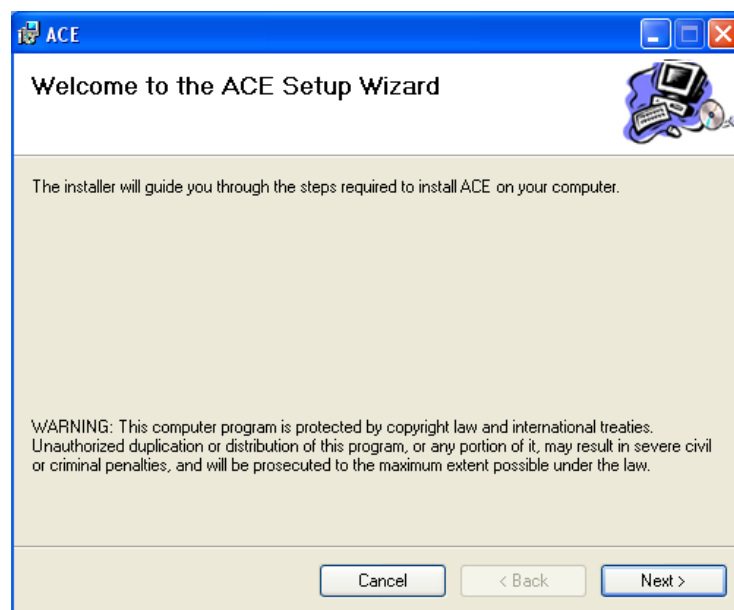 ACE
Welcome to the ACE Setup Wizard
The installer will guide you through the steps required to install ACE on your computer.
WARNING: This computer program is protected by copyright law and international treaties.
Unauthorized duplication or distribution of this program, or any portion of it, may result in severe civil
or criminal penalties, and will be prosecuted to the maximum extent possible under the law.
Cancel < Back Next >